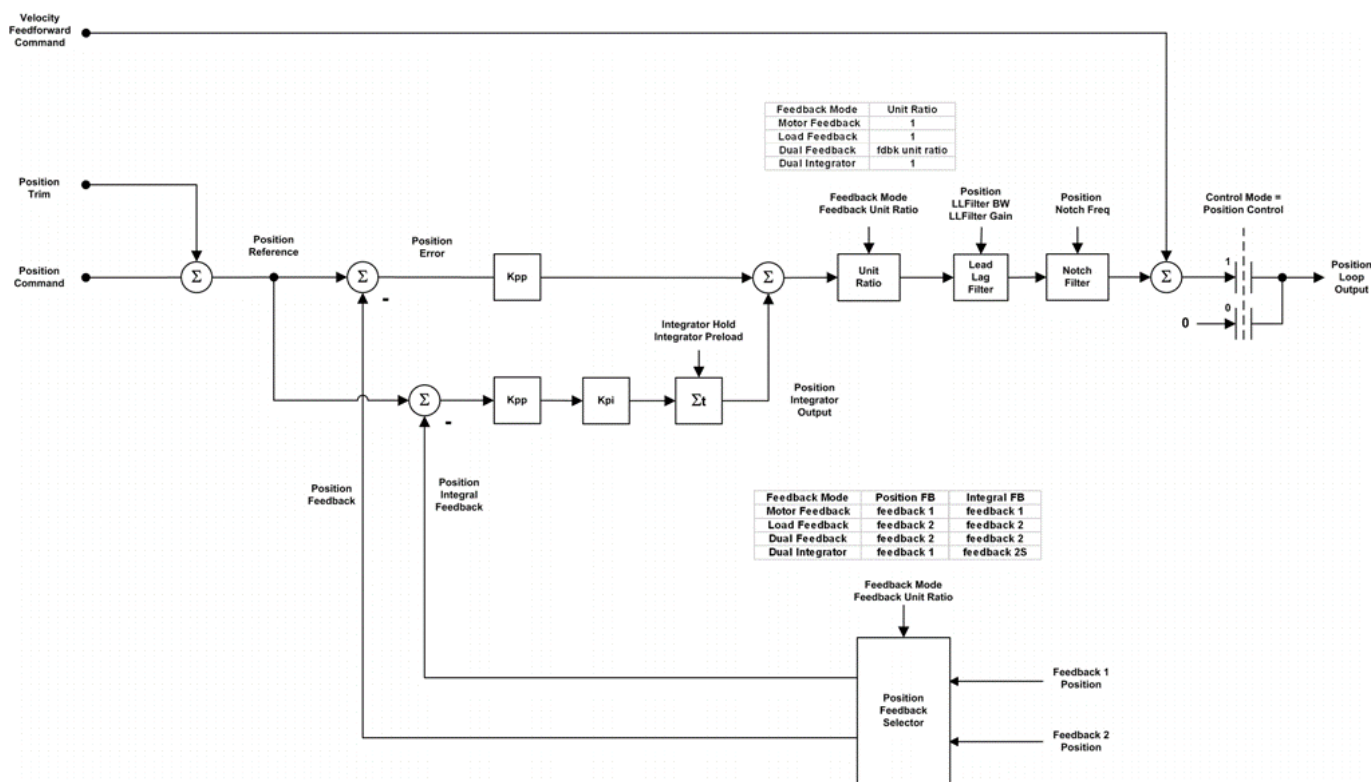 Velocity
Feedforward
Command
Feedback Mode Unit Ratio
Motor Feedback 1
Load Feedback 1
Dual Feedback fdbk unit ratio
Dual Integrator 1
Position
Trim
Feedback Mode
Feedback Unit Ratio
Position
LLFilter BW
LLFilter Gain
Position
Notch Freq
Control Mode =
Position Control
Position
Reference
Position
Error
Position
Command
Σ
Σ
-
Kpp
Σ
Unit
Ratio
Lead
Lag
Filter
Notch
Filter
Σ
1
Position
Loop
Output
0
0
Integrator Hold
Integrator Preload
Σ
-
Kpp
Kpi
Σt
Position
Integrator
Output
Position
Feedback
Position
Integral
Feedback
Feedback Mode Position FB Integral FB
Motor Feedback feedback 1 feedback 1
Load Feedback feedback 2 feedback 2
Dual Feedback feedback 2 feedback 2
Dual Integrator feedback 1 feedback 2S
Feedback Mode
Feedback Unit Ratio
Position
Feedback
Selector
Feedback 1
Position
Feedback 2
Position